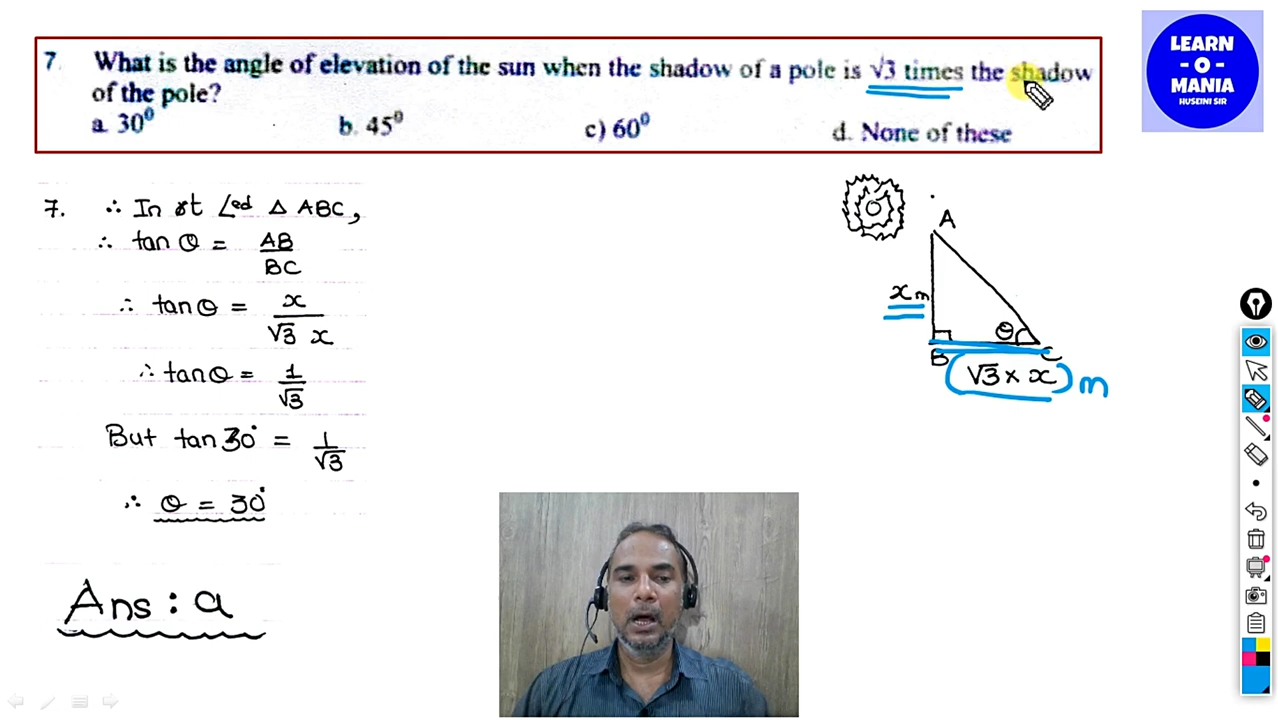 7. What is the angle of elevation of the sun when the shadow of a pole is √3 times the shadow
of the pole?
a. 30⁰ b. 45⁰ c) 60⁰ d. None of these
LEARN
- O -
MANIA
HUSEINI SIR
7. ∴ In rt ∠ed △ ABC,
∴ tan θ = AB/BC
∴ tan θ = x/√3 x
∴ tan θ = 1/√3
But tan 30° = 1/√3
∴ θ = 30°
Ans : a
A
x m
θ
B C
(√3 × x) m